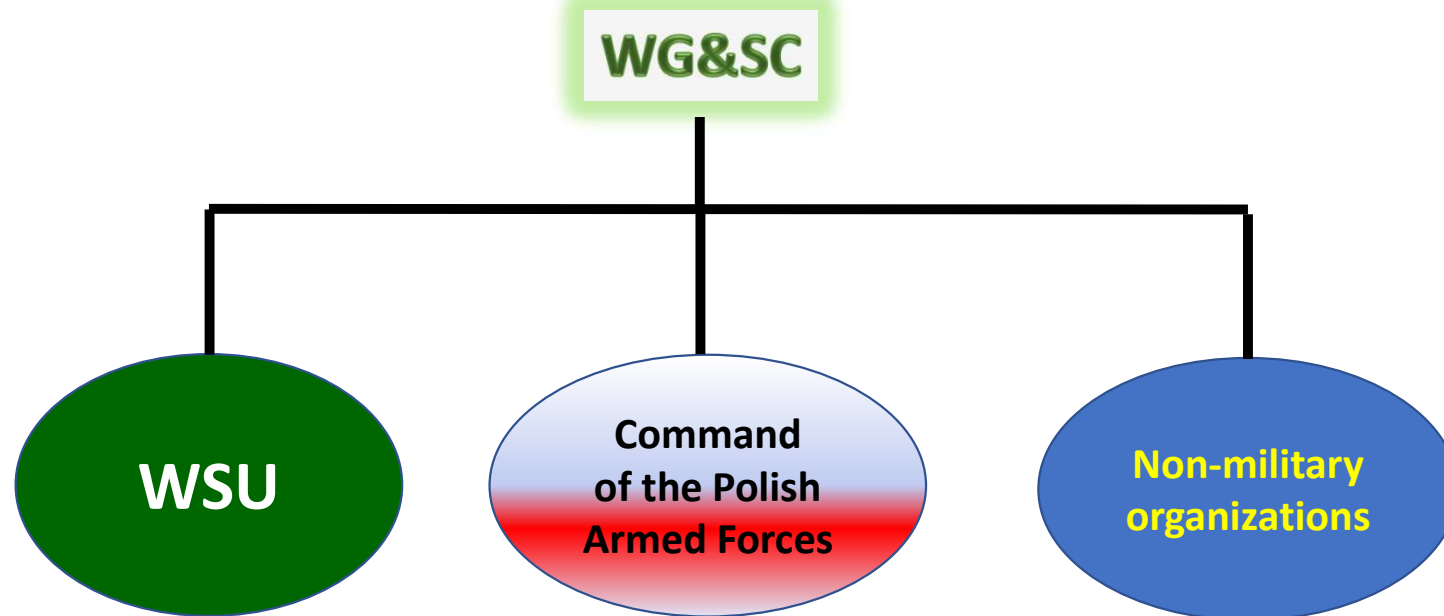 WG&SC
WSU
Command
of the Polish
Armed Forces
Non-military
organizations